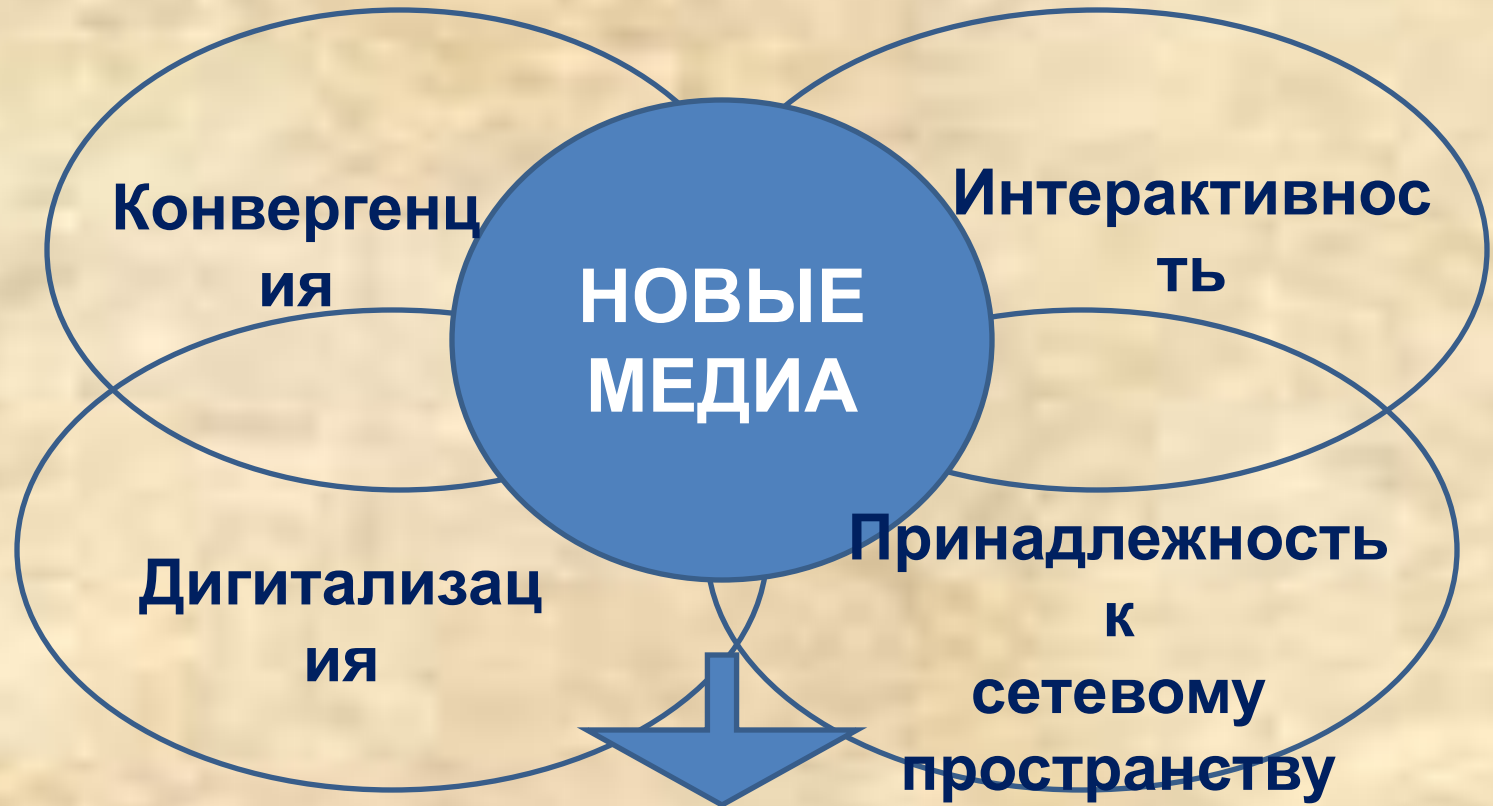 Конвергенц
ия
НОВЫЕ
МЕДИА
Интерактивнос
ть
Дигитализац
ия
Принадлежность
к
сетевому
пространству